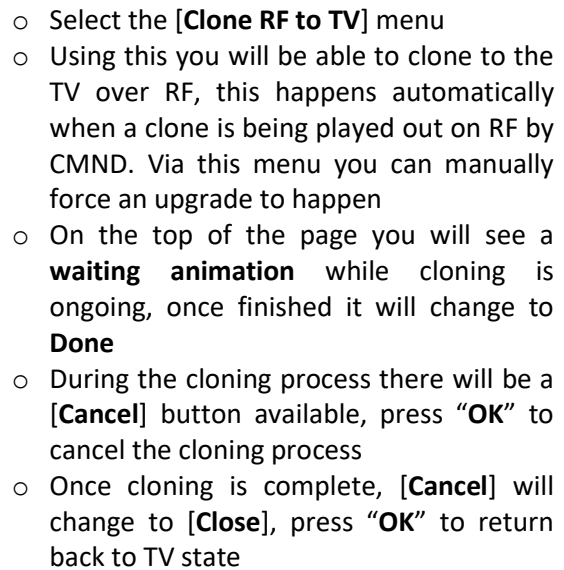 o Select the [Clone RF to TV] menu
o Using this you will be able to clone to the
TV over RF, this happens automatically
when a clone is being played out on RF by
CMND. Via this menu you can manually
force an upgrade to happen
o On the top of the page you will see a
waiting animation while cloning is
ongoing, once finished it will change to
Done
o During the cloning process there will be a
[Cancel] button available, press “OK” to
cancel the cloning process
o Once cloning is complete, [Cancel] will
change to [Close], press “OK” to return
back to TV state